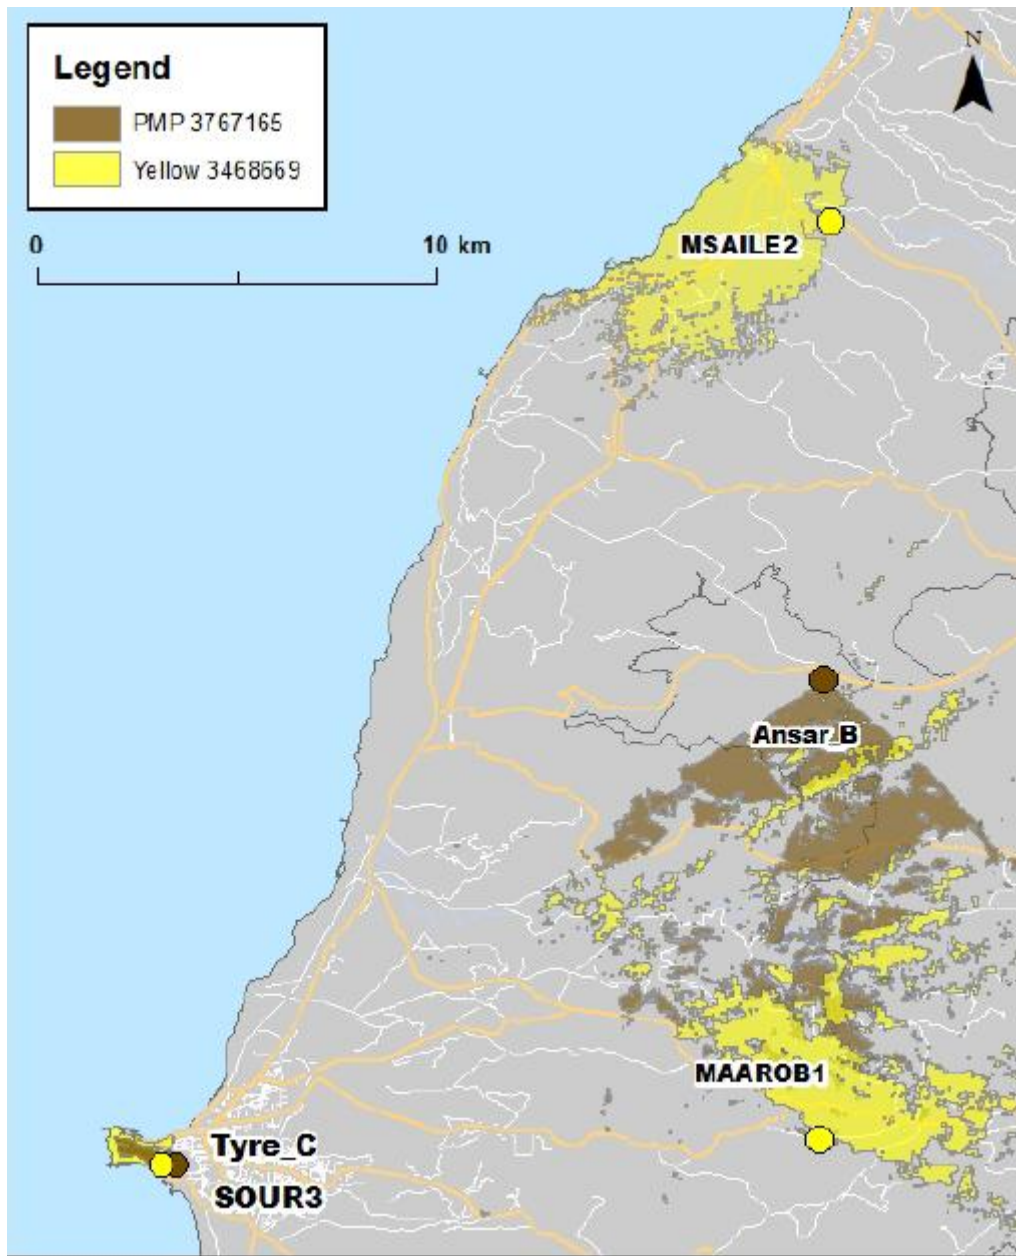 Legend
PMP 3767165
Yellow 3468669
N
0 10 km
MSAILE2
Ansar_B
MAAROB1
Tyre_C
SOUR3